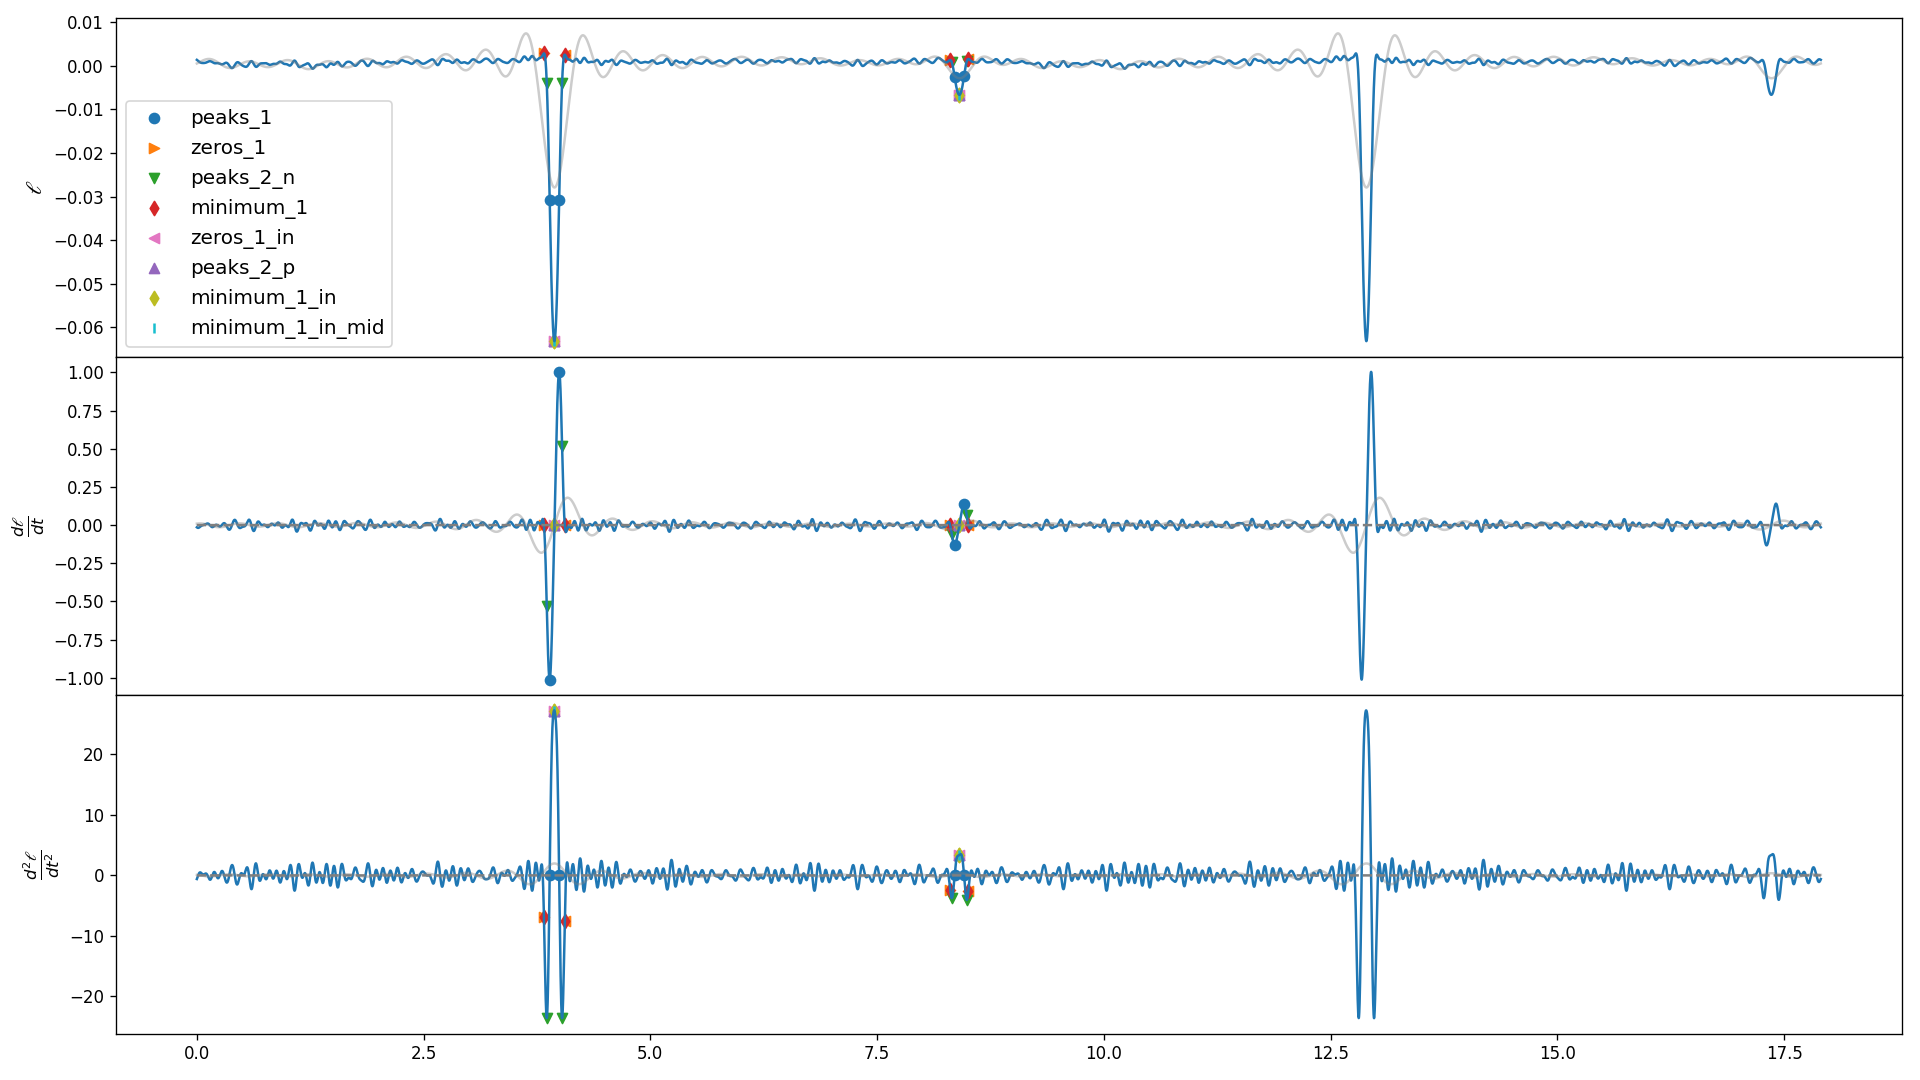 0.01
0.00
−0.01
−0.02
−0.03
−0.04
−0.05
−0.06
ℓ
peaks_1
zeros_1
peaks_2_n
minimum_1
zeros_1_in
peaks_2_p
minimum_1_in
minimum_1_in_mid
1.00
0.75
0.50
0.25
0.00
−0.25
−0.50
−0.75
−1.00
dℓ/dt
20
10
0
−10
−20
d²ℓ/dt²
0.0 2.5 5.0 7.5 10.0 12.5 15.0 17.5